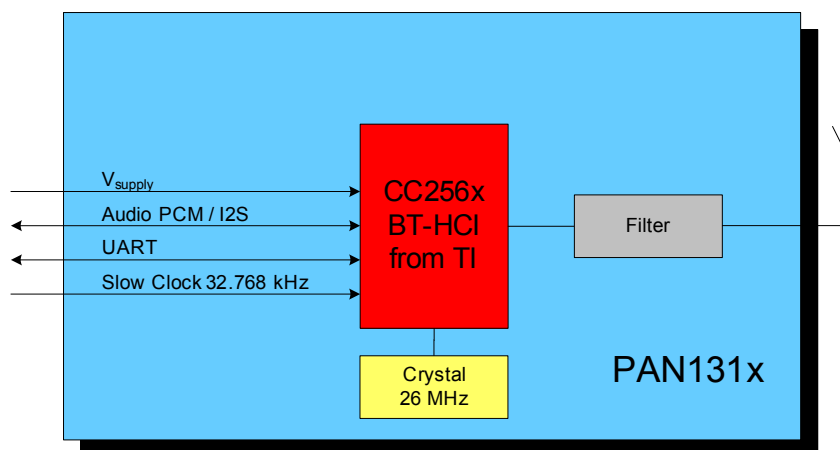 V supply
Audio PCM / I2S
UART
Slow Clock 32.768 kHz
CC256x
BT-HCI
from TI
Filter
Crystal
26 MHz
PAN131x